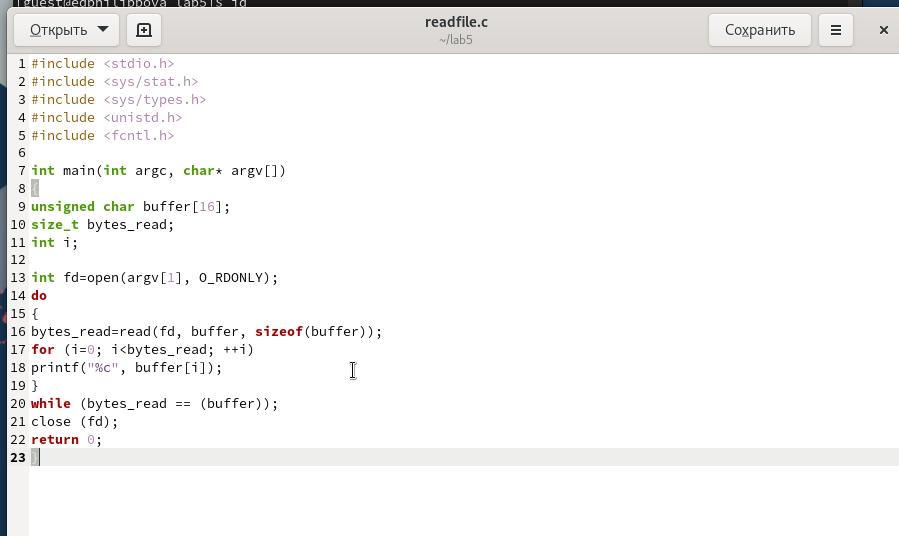 [guest@edphilippova lab5]$ id
Открыть
readfile.c
~/lab5
Сохранить
1 #include <stdio.h>
2 #include <sys/stat.h>
3 #include <sys/types.h>
4 #include <unistd.h>
5 #include <fcntl.h>
6
7 int main(int argc, char* argv[])
8 {
9 unsigned char buffer[16];
10 size_t bytes_read;
11 int i;
12
13 int fd=open(argv[1], O_RDONLY);
14 do
15 {
16 bytes_read=read(fd, buffer, sizeof(buffer));
17 for (i=0; i<bytes_read; ++i)
18 printf("%c", buffer[i]);
19 }
20 while (bytes_read == (buffer));
21 close (fd);
22 return 0;
23 }